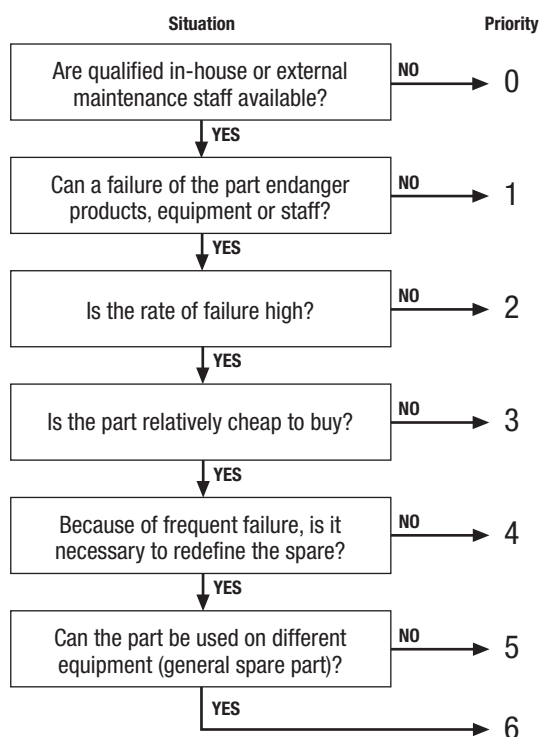 Situation Priority
Are qualified in-house or external
maintenance staff available?
NO
0
YES
Can a failure of the part endanger
products, equipment or staff?
NO
1
YES
Is the rate of failure high?
NO
2
YES
Is the part relatively cheap to buy?
NO
3
YES
Because of frequent failure, is it
necessary to redefine the spare?
NO
4
YES
Can the part be used on different
equipment (general spare part)?
NO
5
YES
6